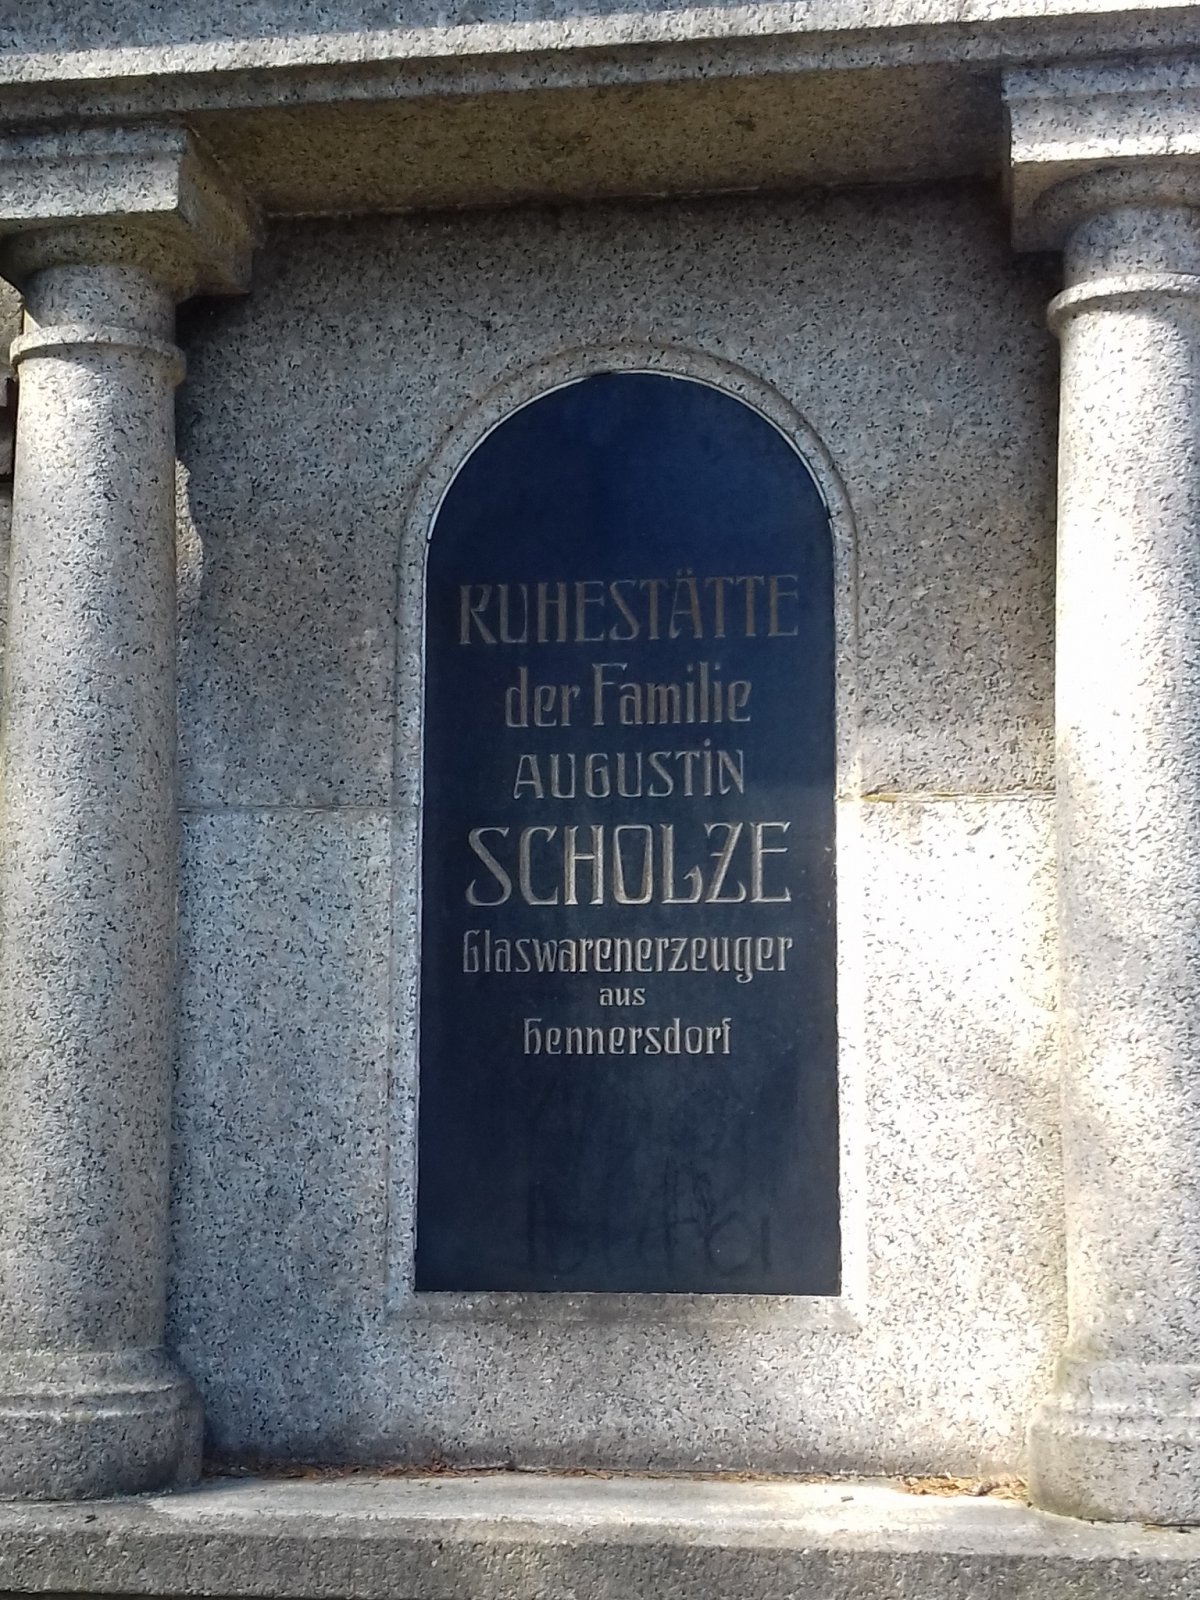 RUHESTÄTTE
der Familie
AUGUSTiN
SCHOLZE
Glaswarenerzeuger
aus
Hennersdorf